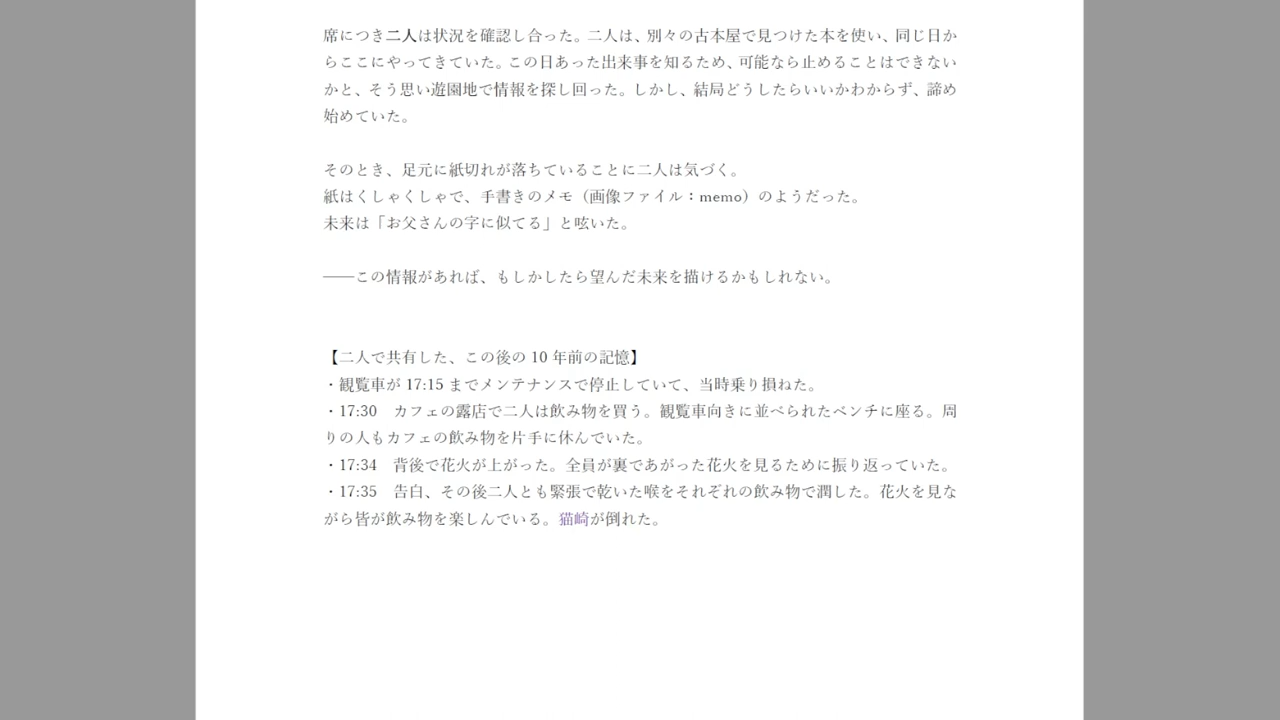 席につき二人は状況を確認し合った。二人は、別々の古本屋で見つけた本を使い、同じ日か
らここにやってきていた。この日あった出来事を知るため、可能なら止めることはできない
かと、そう思い遊園地で情報を探し回った。しかし、結局どうしたらいいかわからず、諦め
始めていた。
そのとき、足元に紙切れが落ちていることに二人は気づく。
紙はくしゃくしゃで、手書きのメモ（画像ファイル：memo）のようだった。
未来は「お父さんの字に似てる」と呟いた。
――この情報があれば、もしかしたら望んだ未来を描けるかもしれない。
【二人で共有した、この後の 10 年前の記憶】
・観覧車が 17:15 までメンテナンスで停止していて、当時乗り損ねた。
・17:30　カフェの露店で二人は飲み物を買う。観覧車向きに並べられたベンチに座る。周
りの人もカフェの飲み物を片手に休んでいた。
・17:34　背後で花火が上がった。全員が裏であがった花火を見るために振り返っていた。
・17:35　告白、その後二人とも緊張で乾いた喉をそれぞれの飲み物で潤した。花火を見な
がら皆が飲み物を楽しんでいる。猫崎が倒れた。